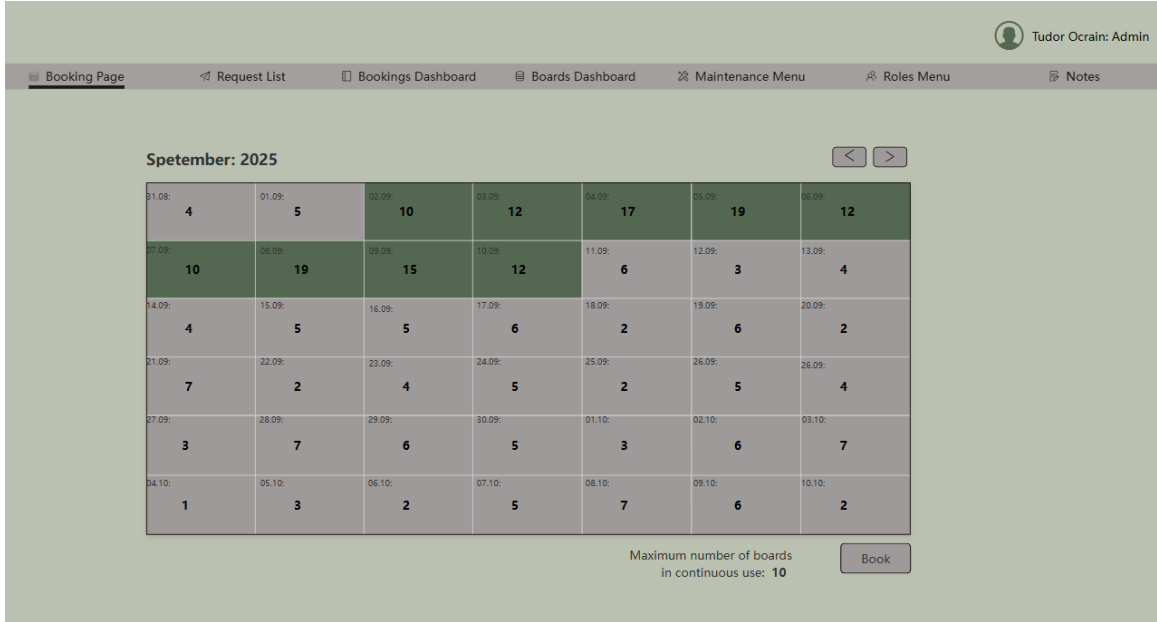 Tudor Ocrain: Admin
Booking Page Request List Bookings Dashboard Boards Dashboard Maintenance Menu Roles Menu Notes
Spetember: 2025
< >
31.08: 01.09: 02.09: 03.09: 04.09: 05.09: 06.09:
4 5 10 12 17 19 12
07.09: 08.09: 09.09: 10.09: 11.09: 12.09: 13.09:
10 19 15 12 6 3 4
14.09: 15.09: 16.09: 17.09: 18.09: 19.09: 20.09:
4 5 5 6 2 6 2
21.09: 22.09: 23.09: 24.09: 25.09: 26.09: 26.09:
7 2 4 5 2 5 4
27.09: 28.09: 29.09: 30.09: 01.10: 02.10: 03.10:
3 7 6 5 3 6 7
04.10: 05.10: 06.10: 07.10: 08.10: 09.10: 10.10:
1 3 2 5 7 6 2
Maximum number of boards
in continuous use: 10
Book